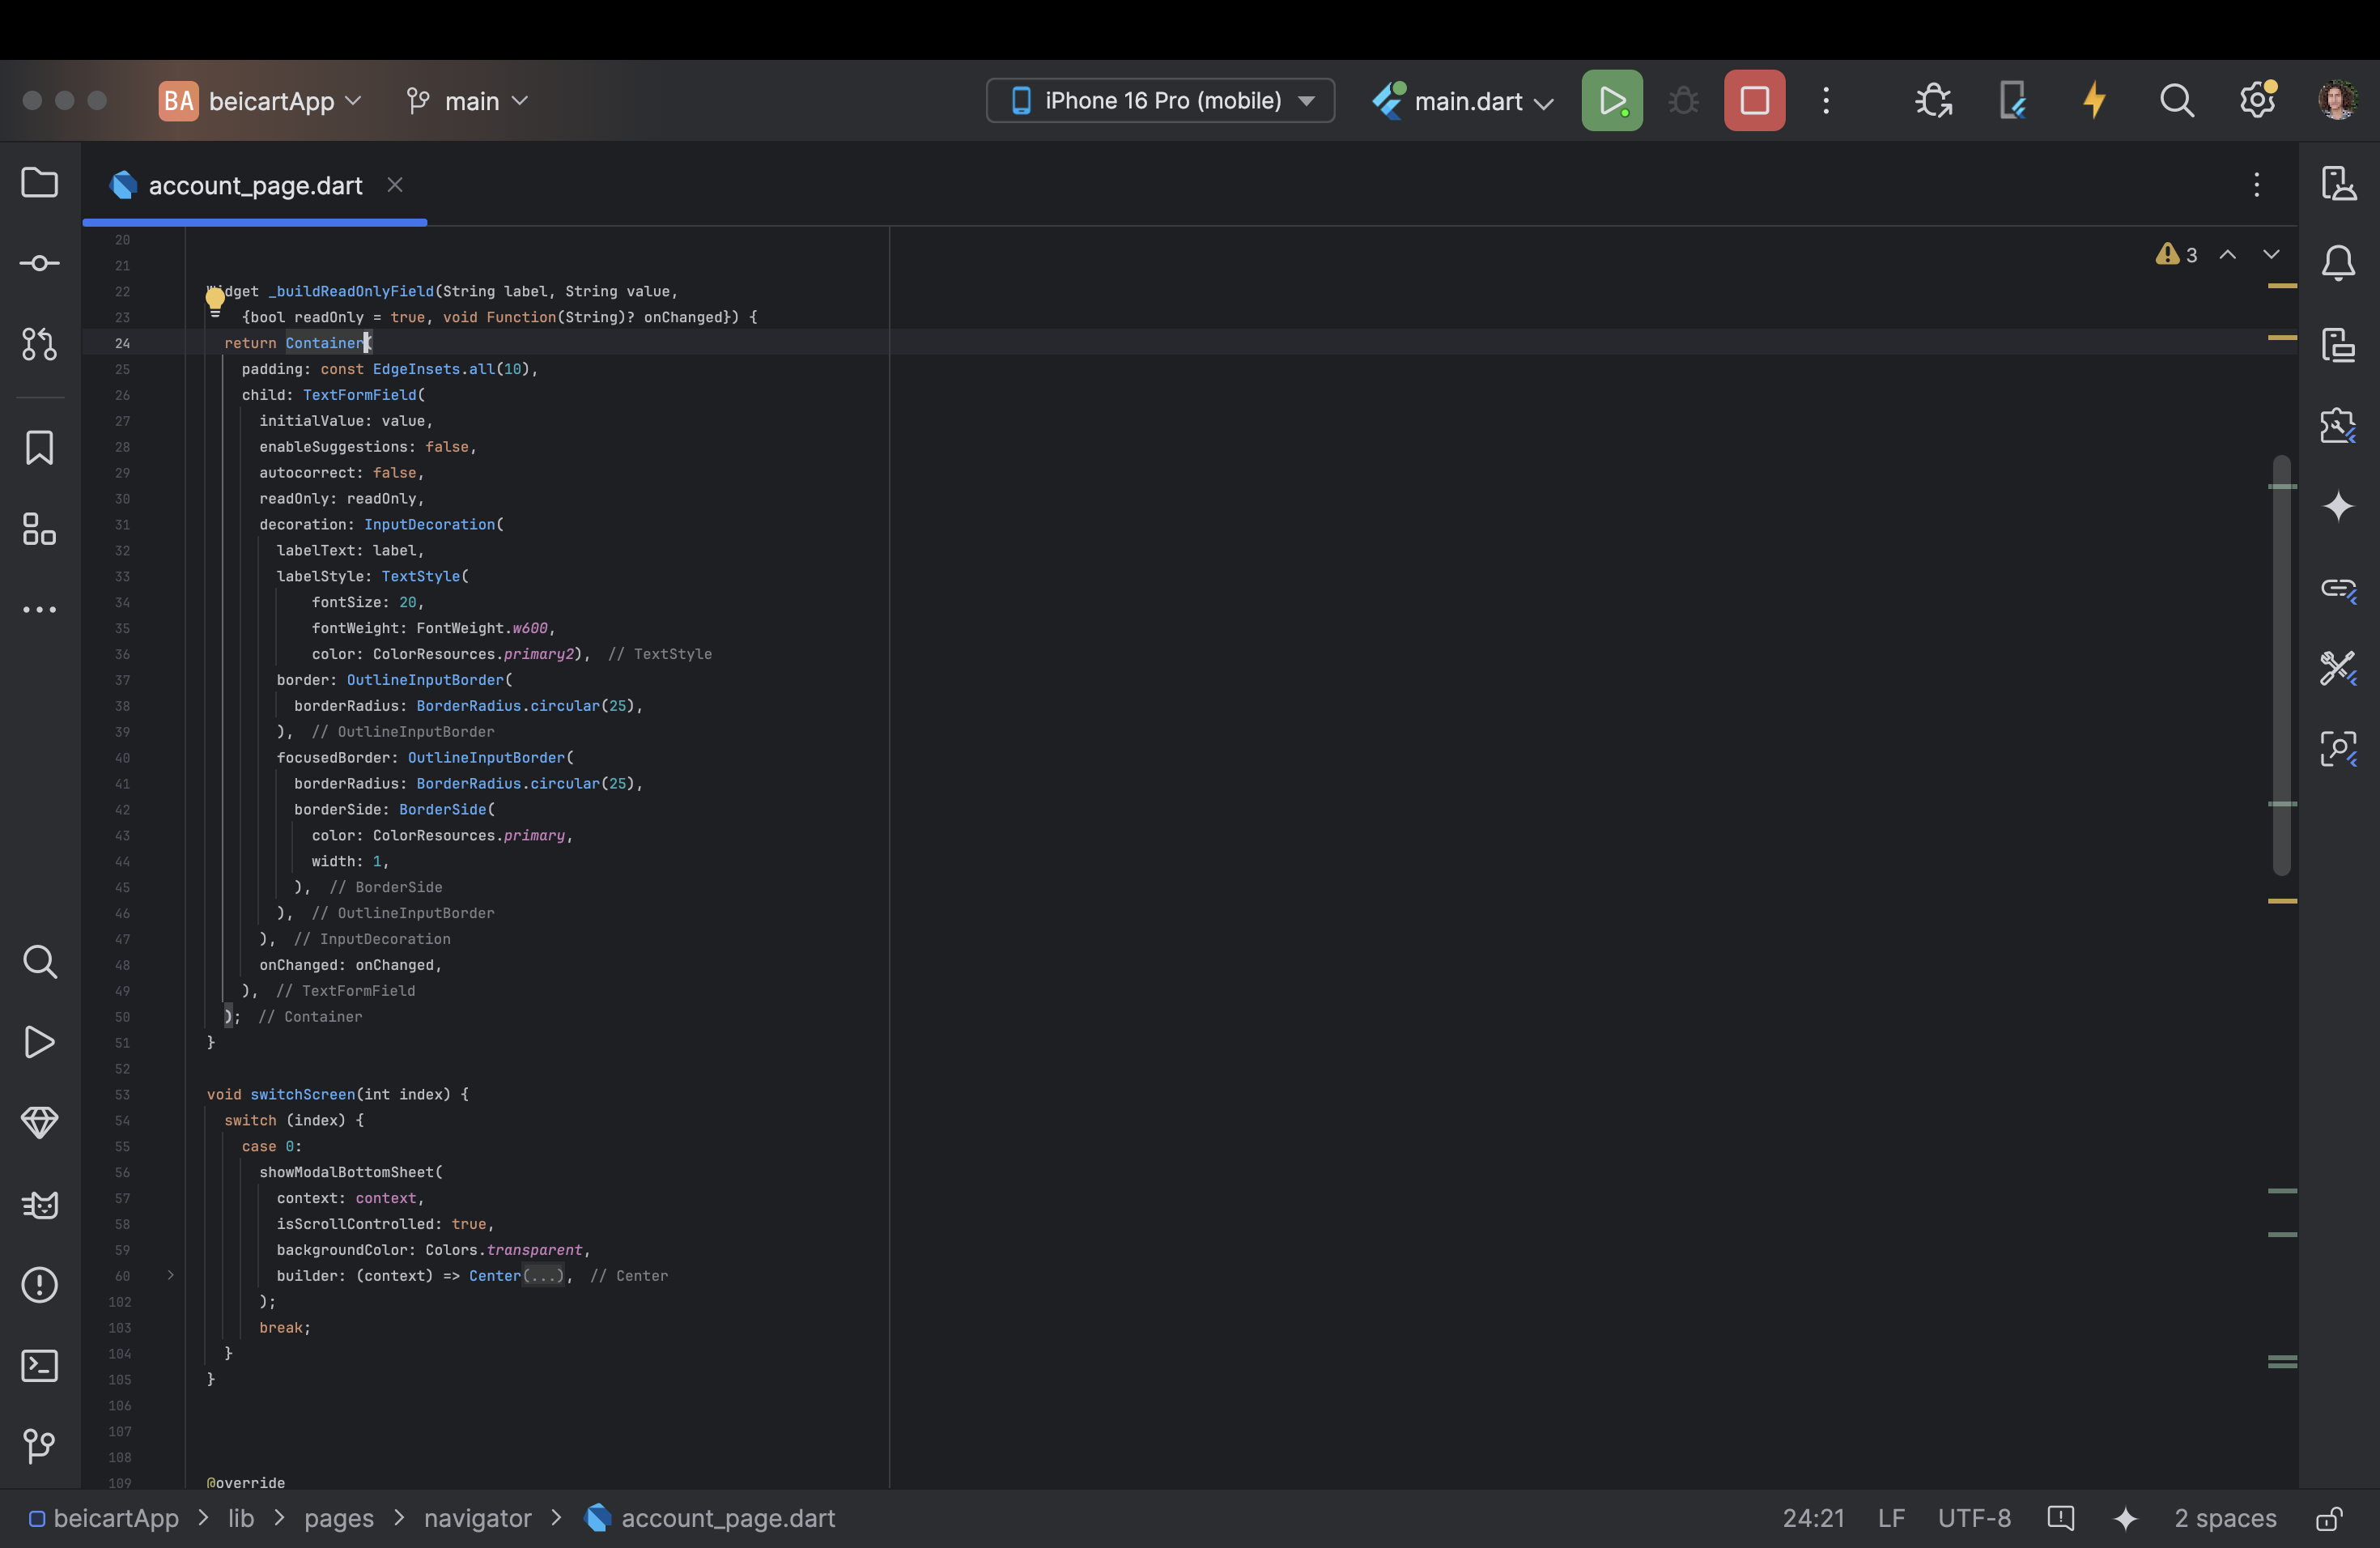 BA beicartApp main iPhone 16 Pro (mobile) main.dart
account_page.dart
3
20
21
22 Widget _buildReadOnlyField(String label, String value,
23 {bool readOnly = true, void Function(String)? onChanged}) {
24 return Container(
25 padding: const EdgeInsets.all(10),
26 child: TextFormField(
27 initialValue: value,
28 enableSuggestions: false,
29 autocorrect: false,
30 readOnly: readOnly,
31 decoration: InputDecoration(
32 labelText: label,
33 labelStyle: TextStyle(
34 fontSize: 20,
35 fontWeight: FontWeight.w600,
36 color: ColorResources.primary2), // TextStyle
37 border: OutlineInputBorder(
38 borderRadius: BorderRadius.circular(25),
39 ), // OutlineInputBorder
40 focusedBorder: OutlineInputBorder(
41 borderRadius: BorderRadius.circular(25),
42 borderSide: BorderSide(
43 color: ColorResources.primary,
44 width: 1,
45 ), // BorderSide
46 ), // OutlineInputBorder
47 ), // InputDecoration
48 onChanged: onChanged,
49 ), // TextFormField
50 ); // Container
51 }
52
53 void switchScreen(int index) {
54 switch (index) {
55 case 0:
56 showModalBottomSheet(
57 context: context,
58 isScrollControlled: true,
59 backgroundColor: Colors.transparent,
60 builder: (context) => Center(...), // Center
102 );
103 break;
104 }
105 }
106
107
108
109 @override
beicartApp > lib > pages > navigator > account_page.dart 24:21 LF UTF-8 2 spaces